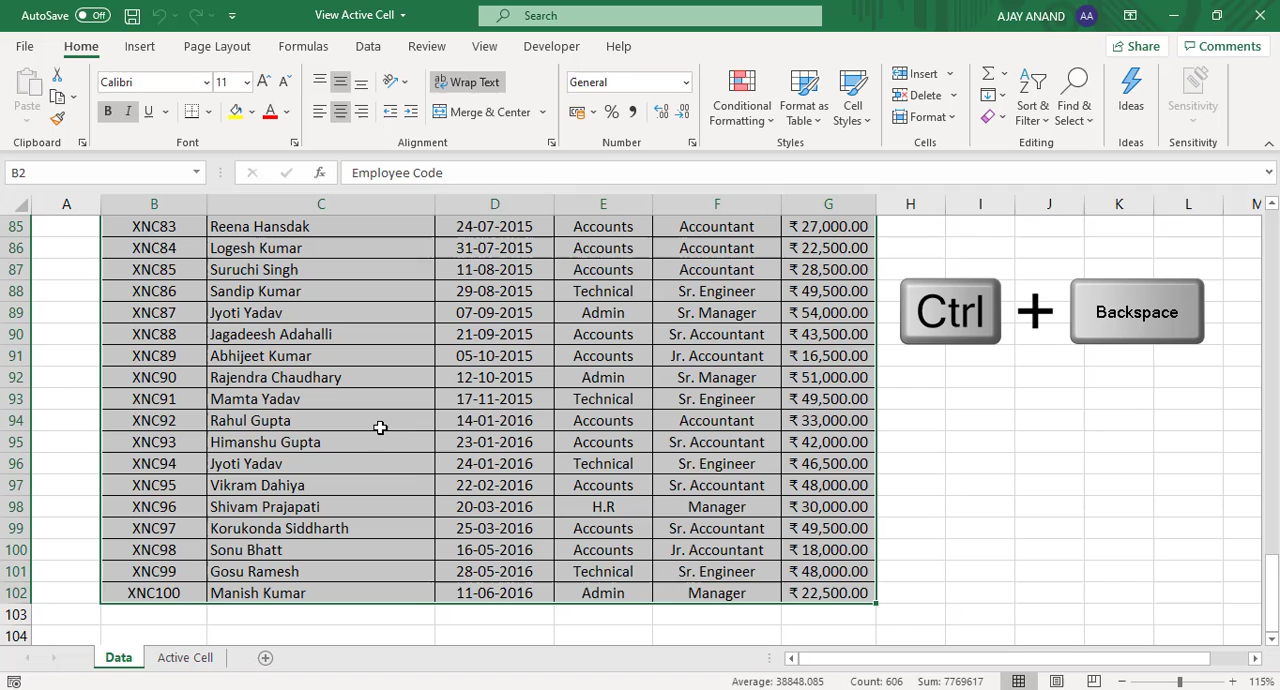 AutoSave Off View Active Cell Search AJAY ANAND AA
File Home Insert Page Layout Formulas Data Review View Developer Help Share Comments
Paste Calibri 11 A A ab Wrap Text General Conditional Formatting Format as Table Cell Styles Insert Sort & Filter Find & Select Ideas Sensitivity
B I U A Merge & Center % , Delete
Format
Clipboard Font Alignment Number Styles Cells Editing Ideas Sensitivity
B2 fx Employee Code
A B C D E F G H I J K L M
85 XNC83 Reena Hansdak 24-07-2015 Accounts Accountant ₹ 27,000.00
86 XNC84 Logesh Kumar 31-07-2015 Accounts Accountant ₹ 22,500.00
87 XNC85 Suruchi Singh 11-08-2015 Accounts Accountant ₹ 28,500.00
88 XNC86 Sandip Kumar 29-08-2015 Technical Sr. Engineer ₹ 49,500.00
89 XNC87 Jyoti Yadav 07-09-2015 Admin Sr. Manager ₹ 54,000.00 Ctrl + Backspace
90 XNC88 Jagadeesh Adahalli 21-09-2015 Accounts Sr. Accountant ₹ 43,500.00
91 XNC89 Abhijeet Kumar 05-10-2015 Accounts Jr. Accountant ₹ 16,500.00
92 XNC90 Rajendra Chaudhary 12-10-2015 Admin Sr. Manager ₹ 51,000.00
93 XNC91 Mamta Yadav 17-11-2015 Technical Sr. Engineer ₹ 49,500.00
94 XNC92 Rahul Gupta 14-01-2016 Accounts Accountant ₹ 33,000.00
95 XNC93 Himanshu Gupta 23-01-2016 Accounts Sr. Accountant ₹ 42,000.00
96 XNC94 Jyoti Yadav 24-01-2016 Technical Sr. Engineer ₹ 46,500.00
97 XNC95 Vikram Dahiya 22-02-2016 Accounts Sr. Accountant ₹ 48,000.00
98 XNC96 Shivam Prajapati 20-03-2016 H.R Manager ₹ 30,000.00
99 XNC97 Korukonda Siddharth 25-03-2016 Accounts Sr. Accountant ₹ 49,500.00
100 XNC98 Sonu Bhatt 16-05-2016 Accounts Jr. Accountant ₹ 18,000.00
101 XNC99 Gosu Ramesh 28-05-2016 Technical Sr. Engineer ₹ 48,000.00
102 XNC100 Manish Kumar 11-06-2016 Admin Manager ₹ 22,500.00
103
104
Data Active Cell
Average: 38848.085 Count: 606 Sum: 7769617 115%